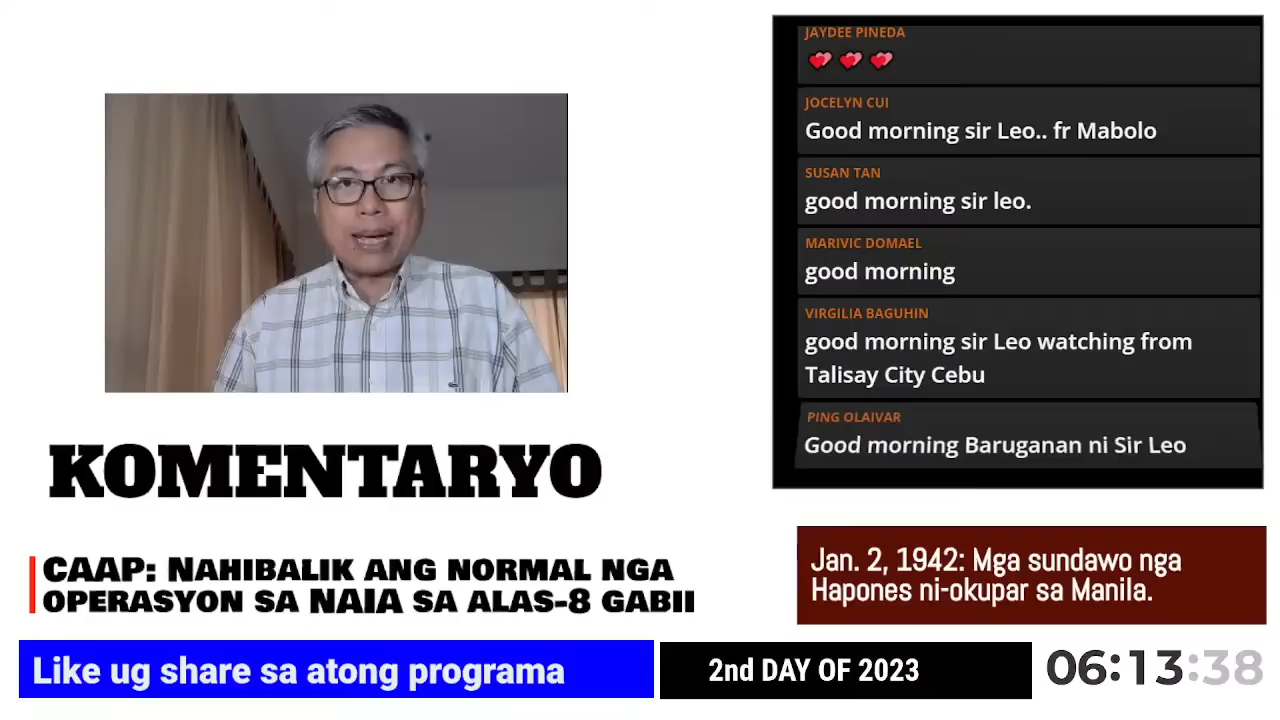 KOMENTARYO
CAAP: NAHIBALIK ANG NORMAL NGA
OPERASYON SA NAIA SA ALAS-8 GABII
Like ug share sa atong programa
JAYDEE PINEDA
JOCELYN CUI
Good morning sir Leo.. fr Mabolo
SUSAN TAN
good morning sir leo.
MARIVIC DOMAEL
good morning
VIRGILIA BAGUHIN
good morning sir Leo watching from
Talisay City Cebu
PING OLAIVAR
Good morning Baruganan ni Sir Leo
Jan. 2, 1942: Mga sundawo nga
Hapones ni-okupar sa Manila.
2nd DAY OF 2023
06:13:38